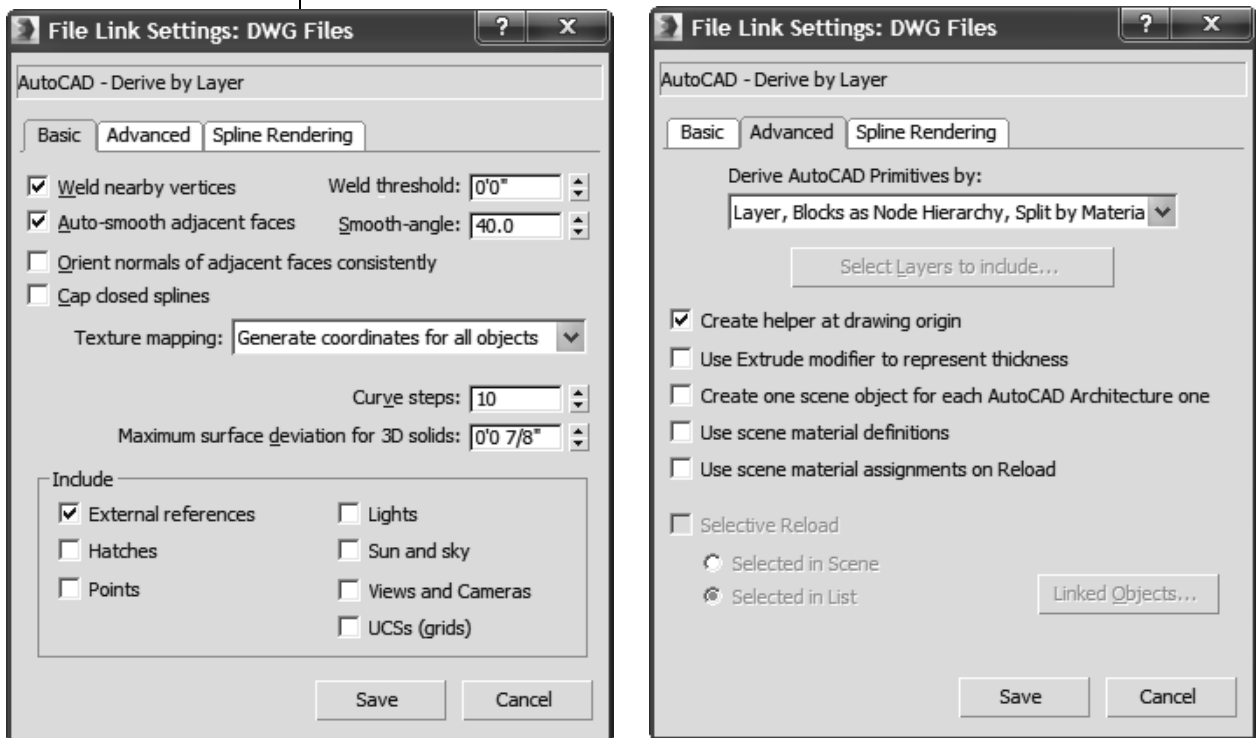 File Link Settings: DWG Files
? x
AutoCAD - Derive by Layer
Basic Advanced Spline Rendering
Weld nearby vertices Weld threshold: 0'0"
Auto-smooth adjacent faces Smooth-angle: 40.0
Orient normals of adjacent faces consistently
Cap closed splines
Texture mapping: Generate coordinates for all objects
Curve steps: 10
Maximum surface deviation for 3D solids: 0'0 7/8"
Include
External references Lights
Hatches Sun and sky
Points Views and Cameras
UCSs (grids)
Save Cancel
File Link Settings: DWG Files
? x
AutoCAD - Derive by Layer
Basic Advanced Spline Rendering
Derive AutoCAD Primitives by:
Layer, Blocks as Node Hierarchy, Split by Materia
Select Layers to include...
Create helper at drawing origin
Use Extrude modifier to represent thickness
Create one scene object for each AutoCAD Architecture one
Use scene material definitions
Use scene material assignments on Reload
Selective Reload
Selected in Scene
Selected in List Linked Objects...
Save Cancel